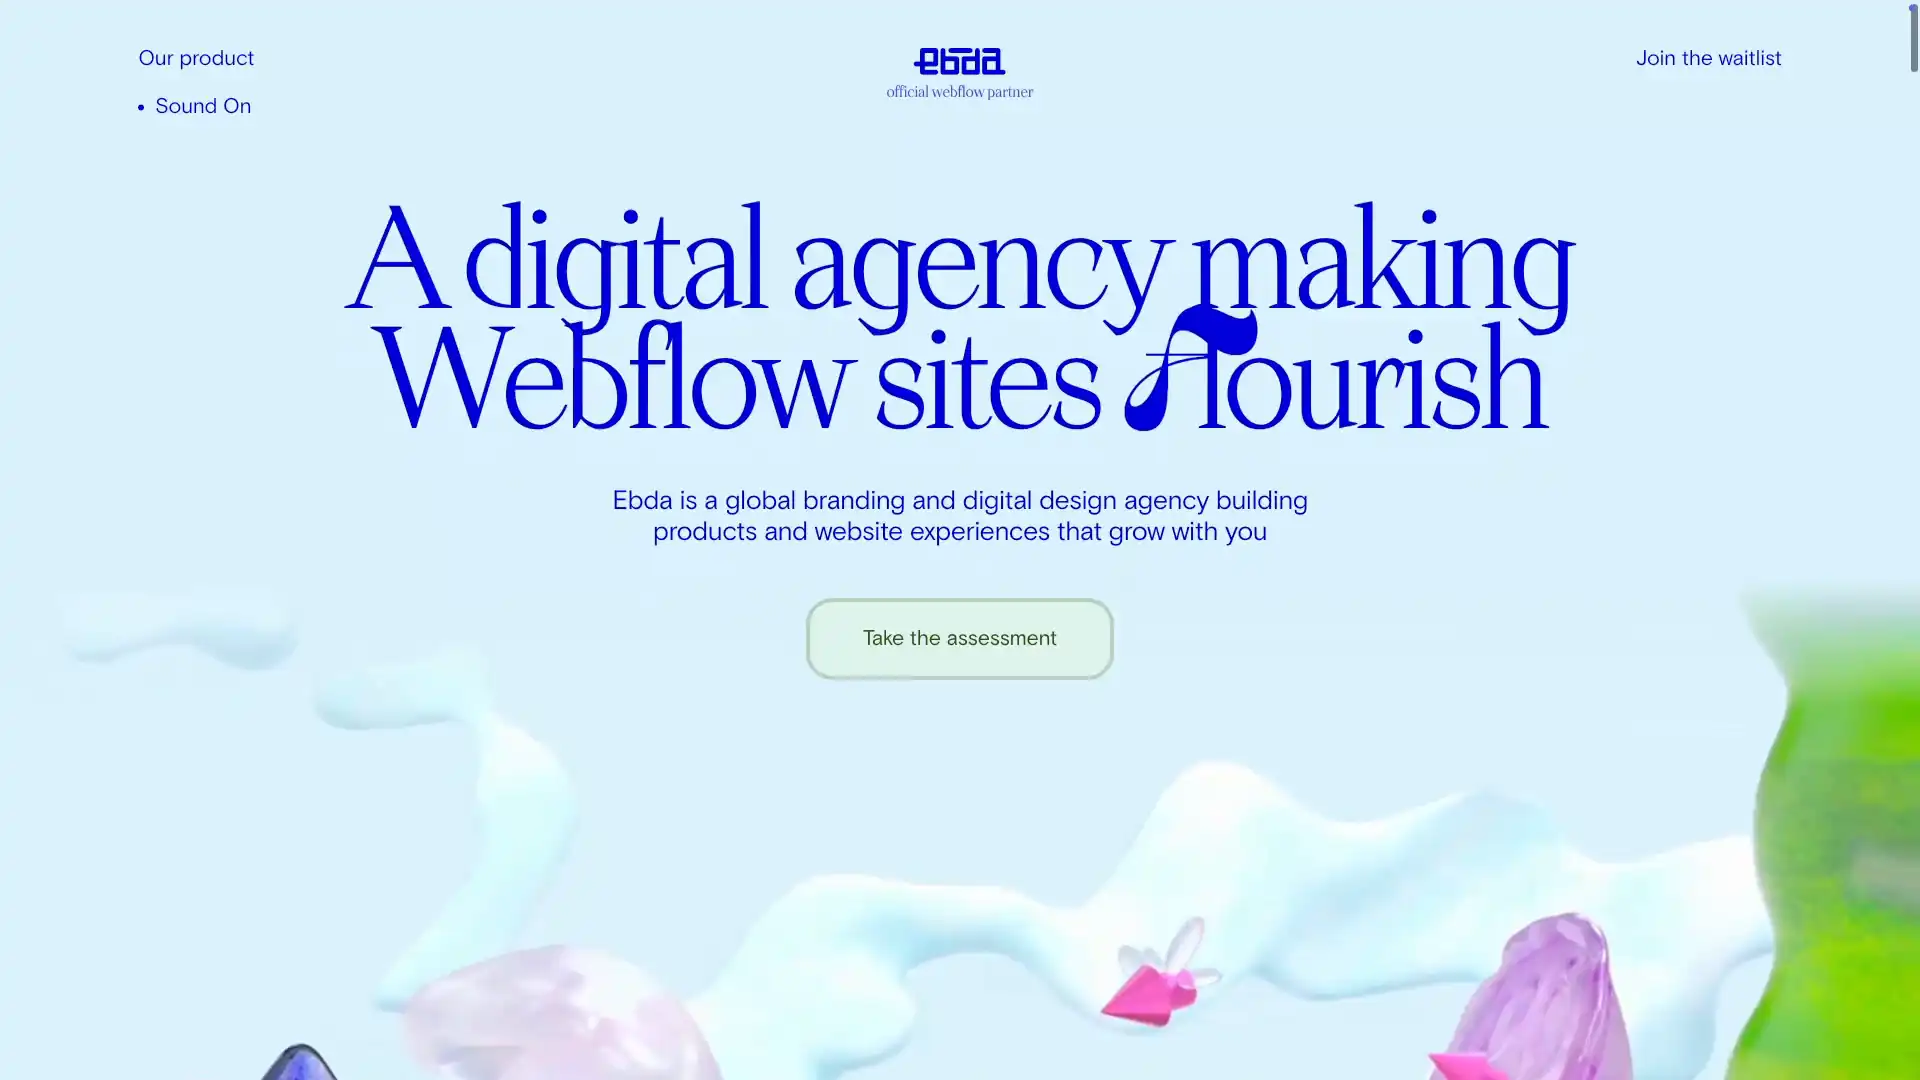 Our product
Sound On
ebda
official webflow partner
Join the waitlist
A digital agency making
Webflow sites flourish
Ebda is a global branding and digital design agency building
products and website experiences that grow with you
Take the assessment